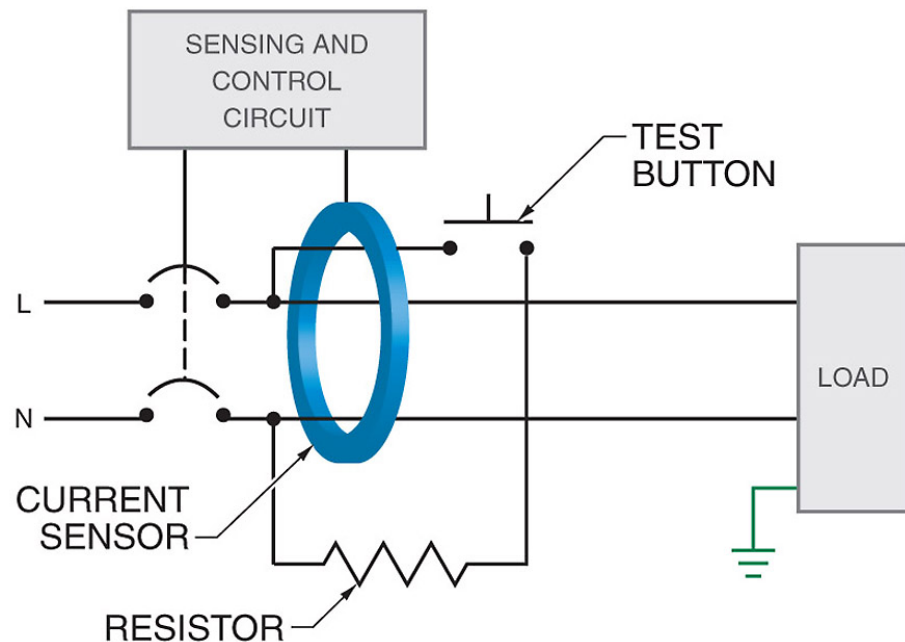 SENSING AND
CONTROL
CIRCUIT
TEST
BUTTON
L
LOAD
N
CURRENT
SENSOR
RESISTOR